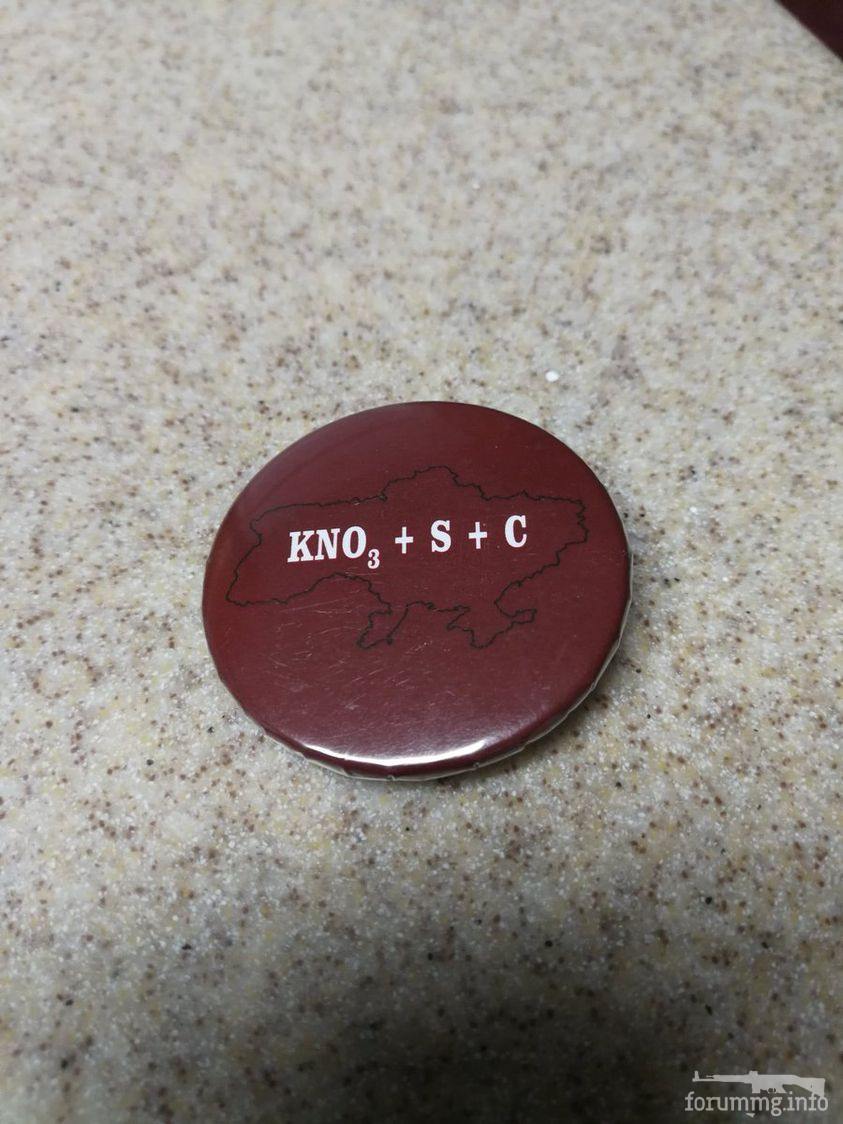 KNO₃ + S + C
forummg.info